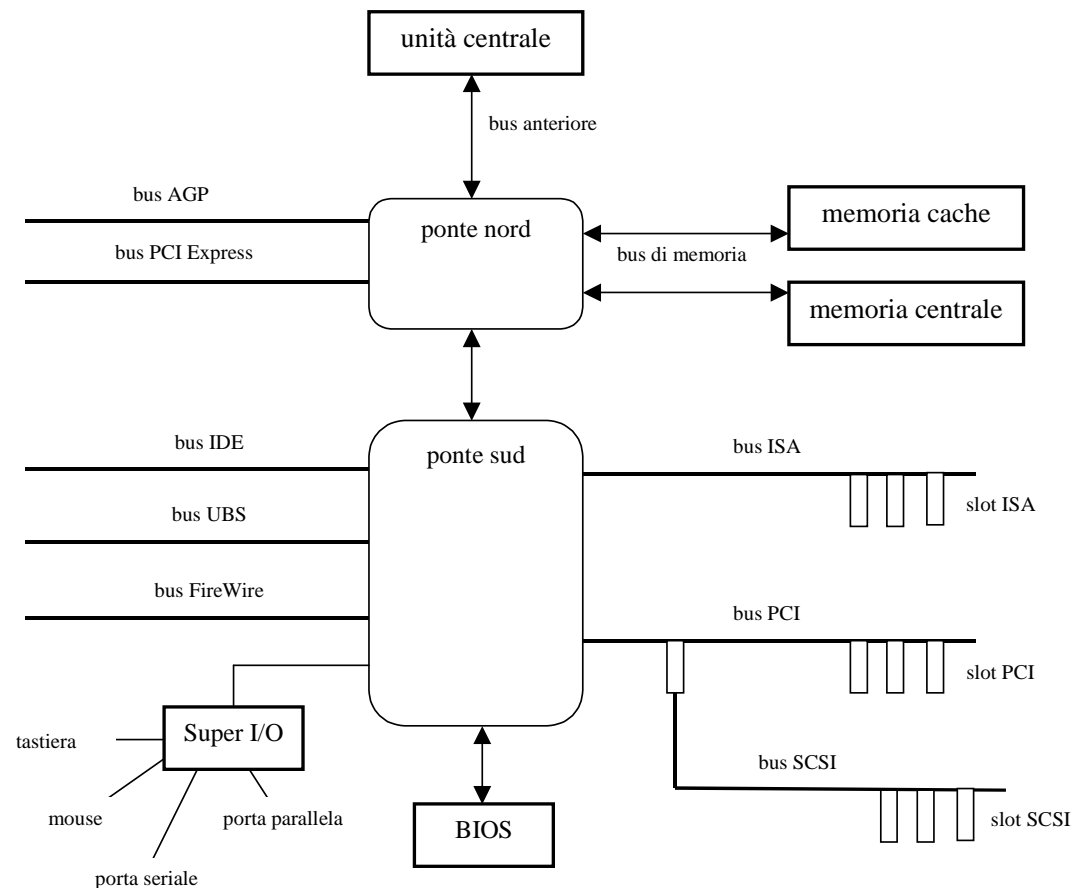 unità centrale
bus anteriore
bus AGP
ponte nord
memoria cache
bus PCI Express
bus di memoria
memoria centrale
bus IDE
ponte sud
bus ISA
slot ISA
bus UBS
bus FireWire
bus PCI
slot PCI
Super I/O
tastiera
mouse
porta parallela
porta seriale
BIOS
bus SCSI
slot SCSI